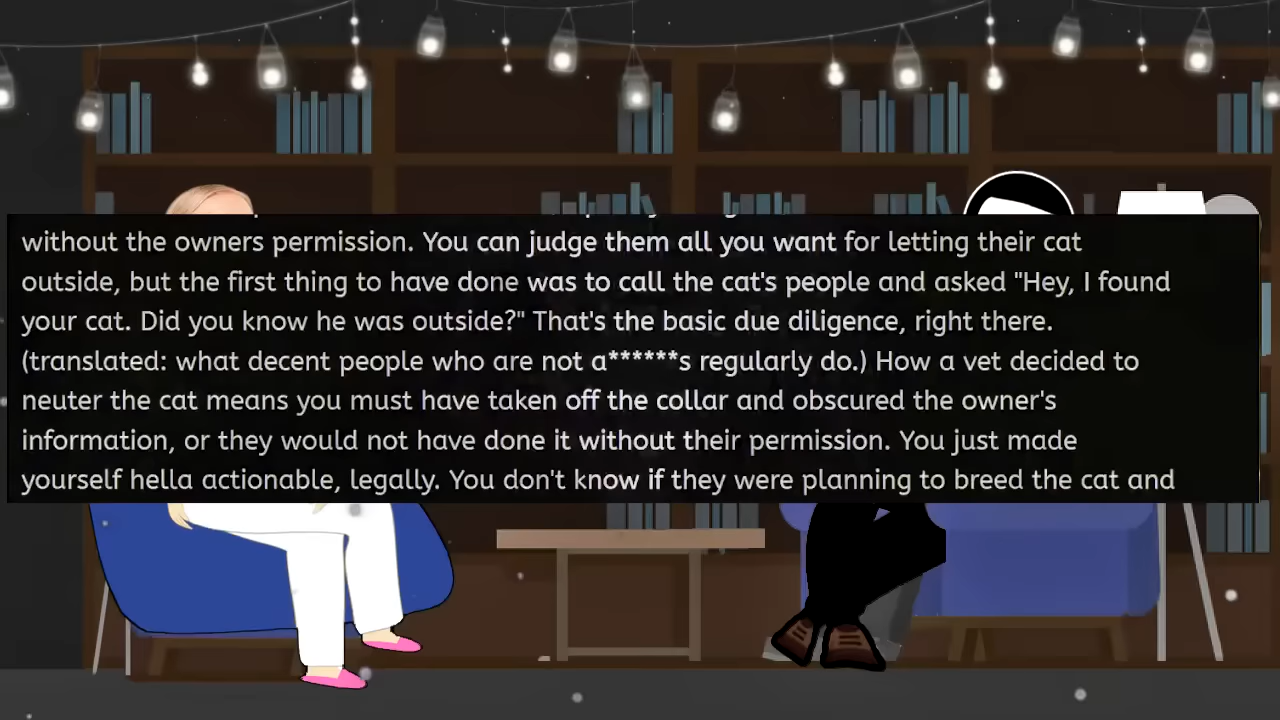 without the owners permission. You can judge them all you want for letting their cat
outside, but the first thing to have done was to call the cat's people and asked "Hey, I found
your cat. Did you know he was outside?" That's the basic due diligence, right there.
(translated: what decent people who are not a******s regularly do.) How a vet decided to
neuter the cat means you must have taken off the collar and obscured the owner's
information, or they would not have done it without their permission. You just made
yourself hella actionable, legally. You don't know if they were planning to breed the cat and